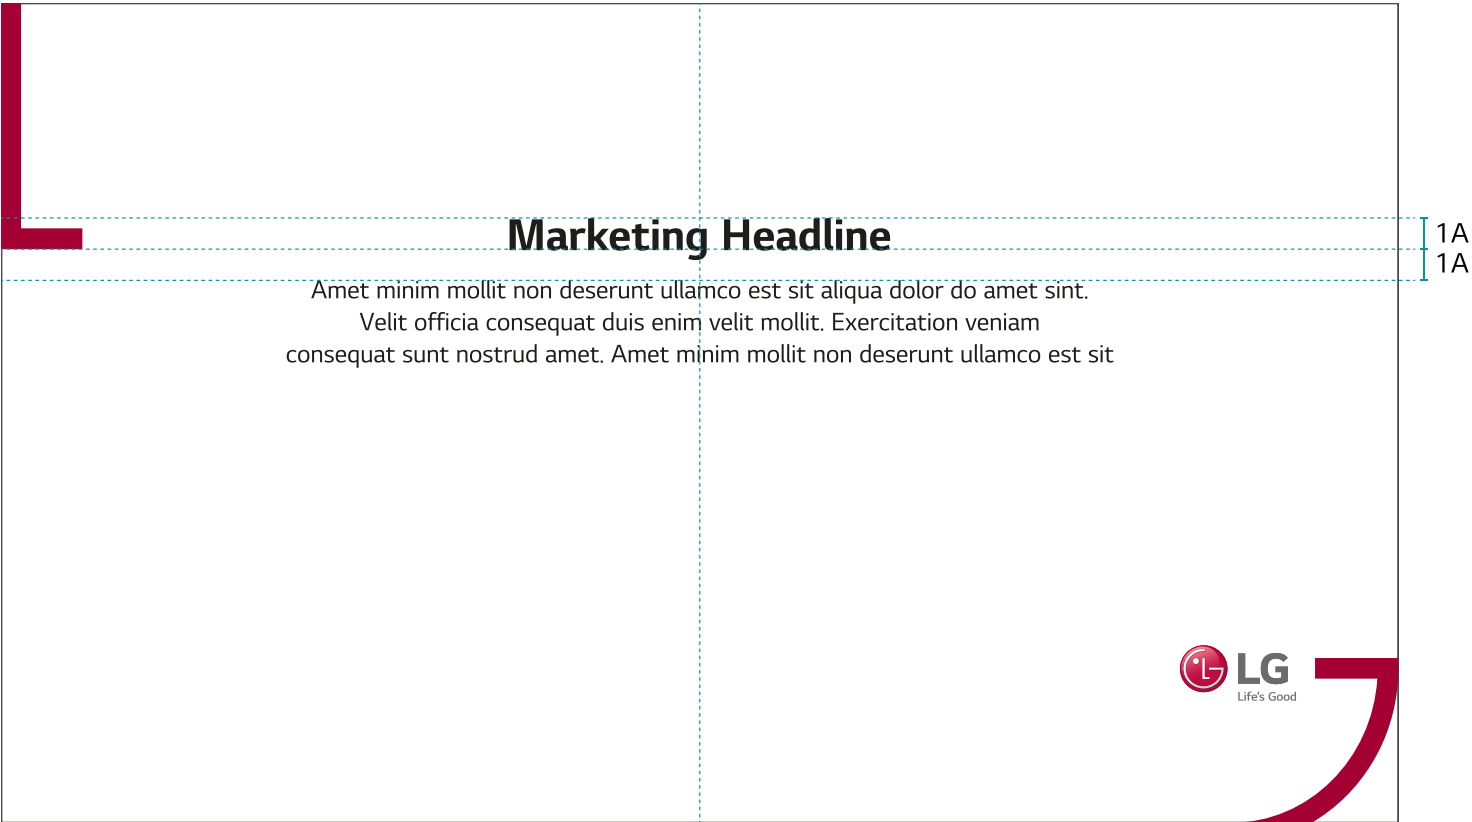 Marketing Headline
1A
1A
Amet minim mollit non deserunt ullamco est sit aliqua dolor do amet sint.
Velit officia consequat duis enim velit mollit. Exercitation veniam
consequat sunt nostrud amet. Amet minim mollit non deserunt ullamco est sit
LG
Life's Good